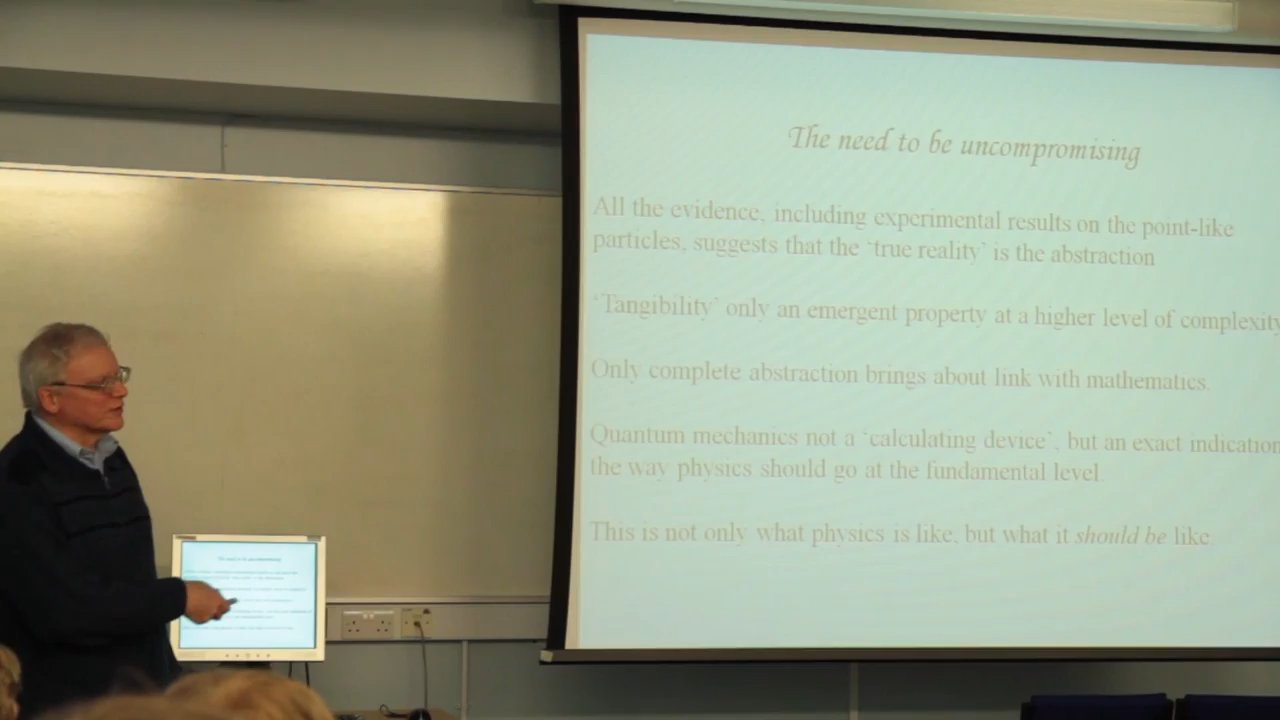 The need to be uncompromising
All the evidence, including experimental results on the point-like
particles, suggests that the ‘true reality’ is the abstraction
‘Tangibility’ only an emergent property at a higher level of complexity
Only complete abstraction brings about link with mathematics.
Quantum mechanics not a ‘calculating device’, but an exact indication
the way physics should go at the fundamental level.
This is not only what physics is like, but what it should be like.